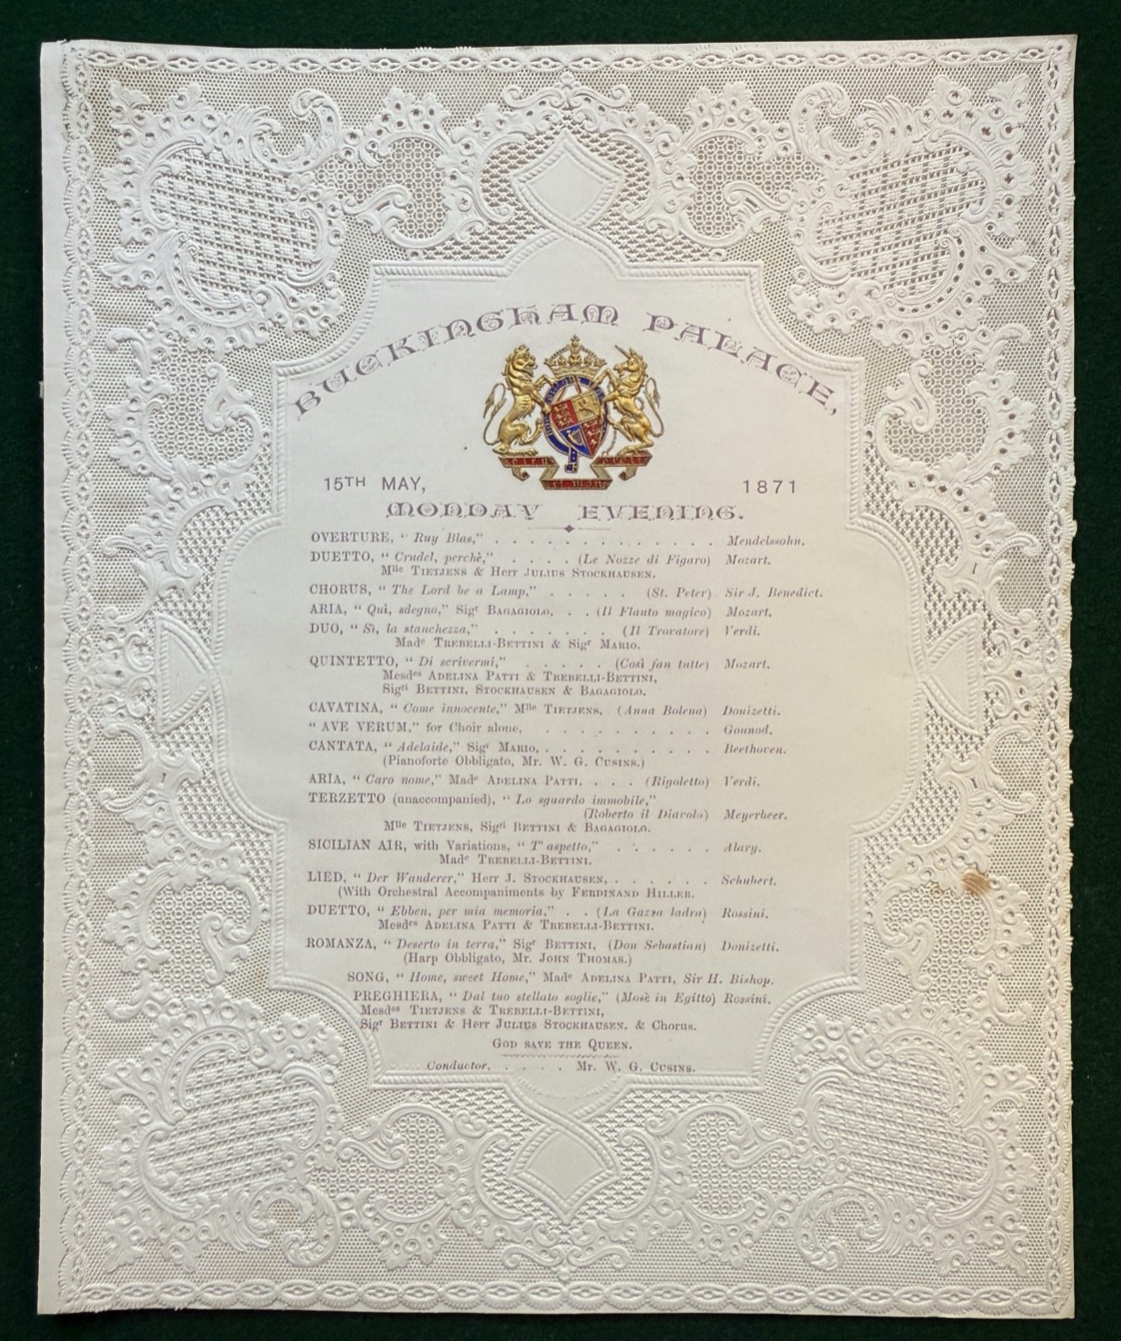 BUCKINGHAM PALACE,
15TH MAY, 1871
MONDAY EVENING.
OVERTURE, “Ruy Blas,” . . . . . . . . . . . . . Mendelssohn.
DUETTO, “Crudel, perchè,” . . . . (Le Nozze di Figaro) Mozart.
Mlle TIETJENS & Herr JULIUS STOCKHAUSEN.
CHORUS, “The Lord be a Lamp,” . . . . . (St. Peter) Sir J. Benedict.
ARIA, “Quì, sdegno,” Sigr BAGAGIOLO, . . (Il Flauto magico) Mozart.
DUO, “Sì, la stanchezza,” . . . . . . . (Il Trovatore) Verdi.
Made TREBELLI-BETTINI & Sigr MARIO.
QUINTETTO, “Di scrivermi,” . . . . . (Così fan tutte) Mozart.
Mesdes ADELINA PATTI & TREBELLI-BETTINI,
Sigri BETTINI, STOCKHAUSEN & BAGAGIOLO.
CAVATINA, “Come innocente,” Mlle TIETJENS, (Anna Bolena) Donizetti.
“AVE VERUM,” for Choir alone, . . . . . . . . . . Gounod.
CANTATA, “Adelaide,” Sigr MARIO, . . . . . . . . . . Beethoven.
(Pianoforte Obbligato, Mr. W. G. CUSINS.)
ARIA, “Caro nome,” Made ADELINA PATTI, . . . (Rigoletto) Verdi.
TERZETTO (unaccompanied), “Lo sguardo immobile,”
(Roberto il Diavolo) Meyerbeer.
Mlle TIETJENS, Sigri BETTINI & BAGAGIOLO.
SICILIAN AIR, with Variations, “T'aspetto,” . . . . . . Alary.
Made TREBELLI-BETTINI.
LIED, “Der Wanderer,” Herr J. STOCKHAUSEN, . . . . . . Schubert.
(With Orchestral Accompaniments by FERDINAND HILLER.
DUETTO, “Ebben, per mia memoria,” . . (La Gazza ladra) Rossini.
Mesdes ADELINA PATTI & TREBELLI-BETTINI.
ROMANZA, “Deserto in terra,” Sigr BETTINI, (Don Sebastian) Donizetti.
(Harp Obbligato, Mr. JOHN THOMAS.)
SONG, “Home, sweet Home,” Made ADELINA PATTI, Sir H. Bishop.
PREGHIERA, “Dal tuo stellato soglio,” (Mosè in Egitto) Rossini.
Mesdes TIETJENS & TREBELLI-BETTINI,
Sigr BETTINI & Herr JULIUS STOCKHAUSEN. & Chorus.
GOD SAVE THE QUEEN.
Conductor, . . . . Mr. W. G. CUSINS.